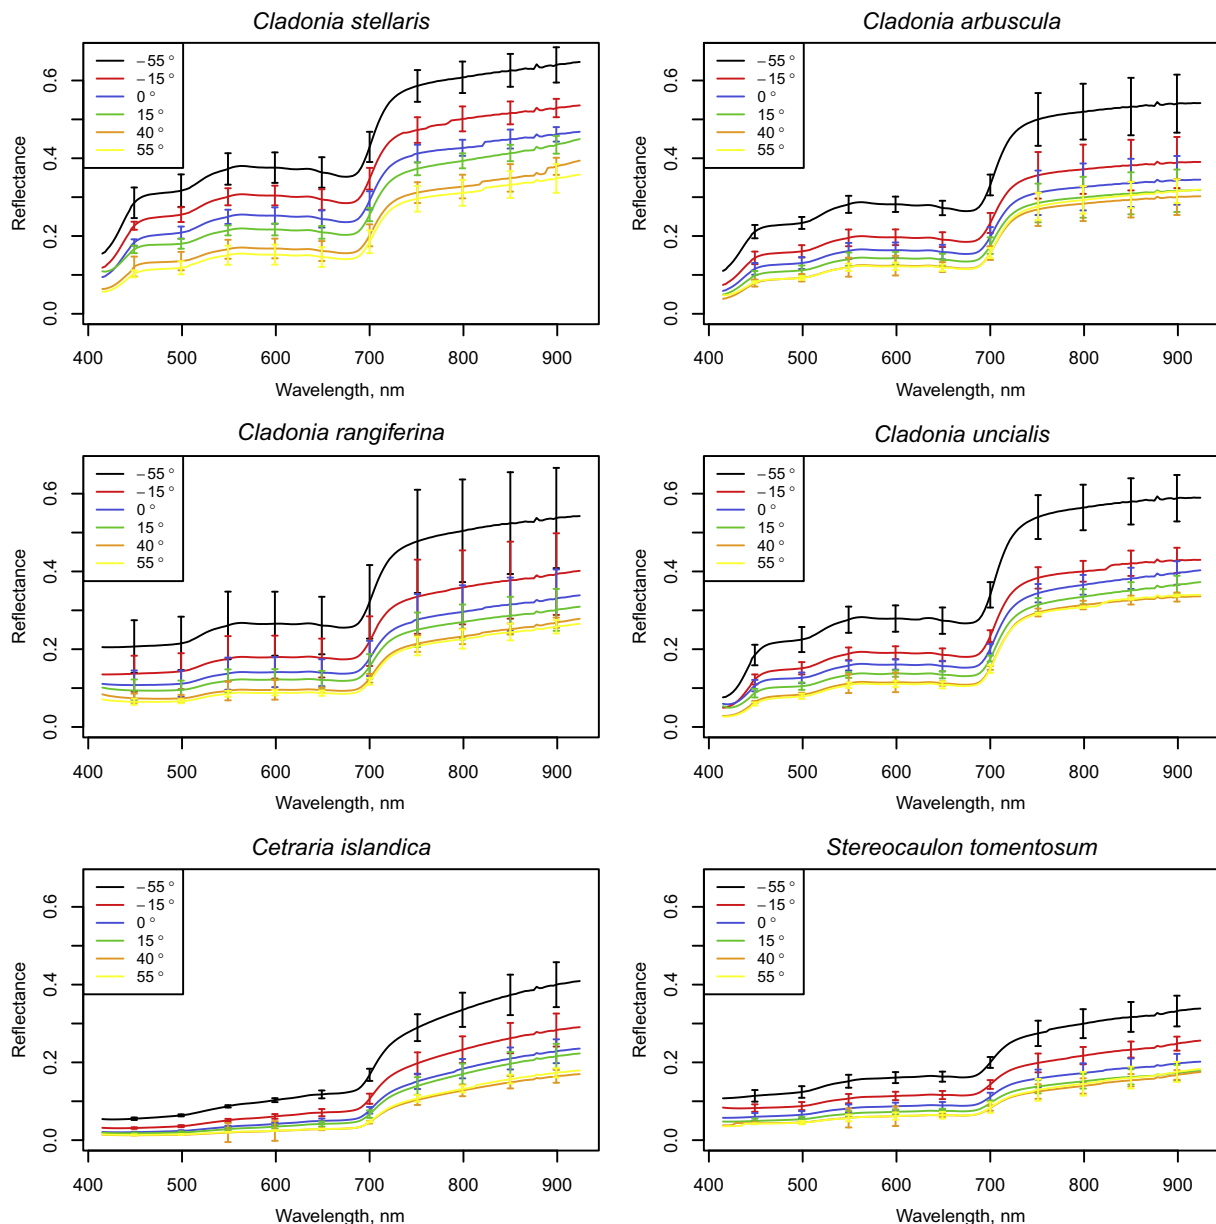 Cladonia stellaris
−55 °
−15 °
0 °
15 °
40 °
55 °
Reflectance
0.0
0.2
0.4
0.6
400 500 600 700 800 900
Wavelength, nm
Cladonia arbuscula
−55 °
−15 °
0 °
15 °
40 °
55 °
Reflectance
0.0
0.2
0.4
0.6
400 500 600 700 800 900
Wavelength, nm
Cladonia rangiferina
−55 °
−15 °
0 °
15 °
40 °
55 °
Reflectance
0.0
0.2
0.4
0.6
400 500 600 700 800 900
Wavelength, nm
Cladonia uncialis
−55 °
−15 °
0 °
15 °
40 °
55 °
Reflectance
0.0
0.2
0.4
0.6
400 500 600 700 800 900
Wavelength, nm
Cetraria islandica
−55 °
−15 °
0 °
15 °
40 °
55 °
Reflectance
0.0
0.2
0.4
0.6
400 500 600 700 800 900
Wavelength, nm
Stereocaulon tomentosum
−55 °
−15 °
0 °
15 °
40 °
55 °
Reflectance
0.0
0.2
0.4
0.6
400 500 600 700 800 900
Wavelength, nm